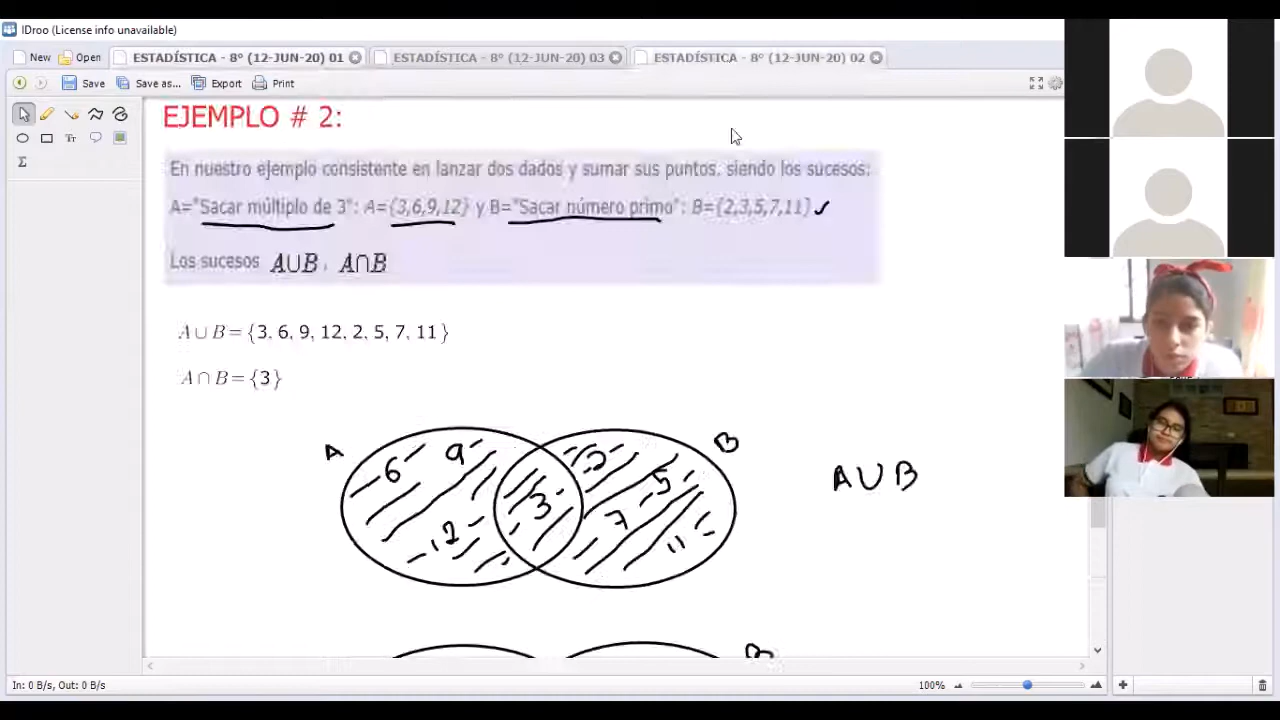 IDroo (License info unavailable)
New Open ESTADÍSTICA - 8º (12-JUN-20) 01 ESTADÍSTICA - 8º (12-JUN-20) 03 ESTADÍSTICA - 8º (12-JUN-20) 02
Save Save as... Export Print
EJEMPLO # 2:
En nuestro ejemplo consistente en lanzar dos dados y sumar sus puntos, siendo los sucesos:
A="Sacar múltiplo de 3": A={3,6,9,12} y B="Sacar número primo": B={2,3,5,7,11}
Los sucesos A∪B , A∩B
A ∪ B = {3, 6, 9, 12, 2, 5, 7, 11}
A ∩ B = {3}
A B
6 9 2 5
A∪B
12 3 7 11
B
In: 0 B/s, Out: 0 B/s 100%